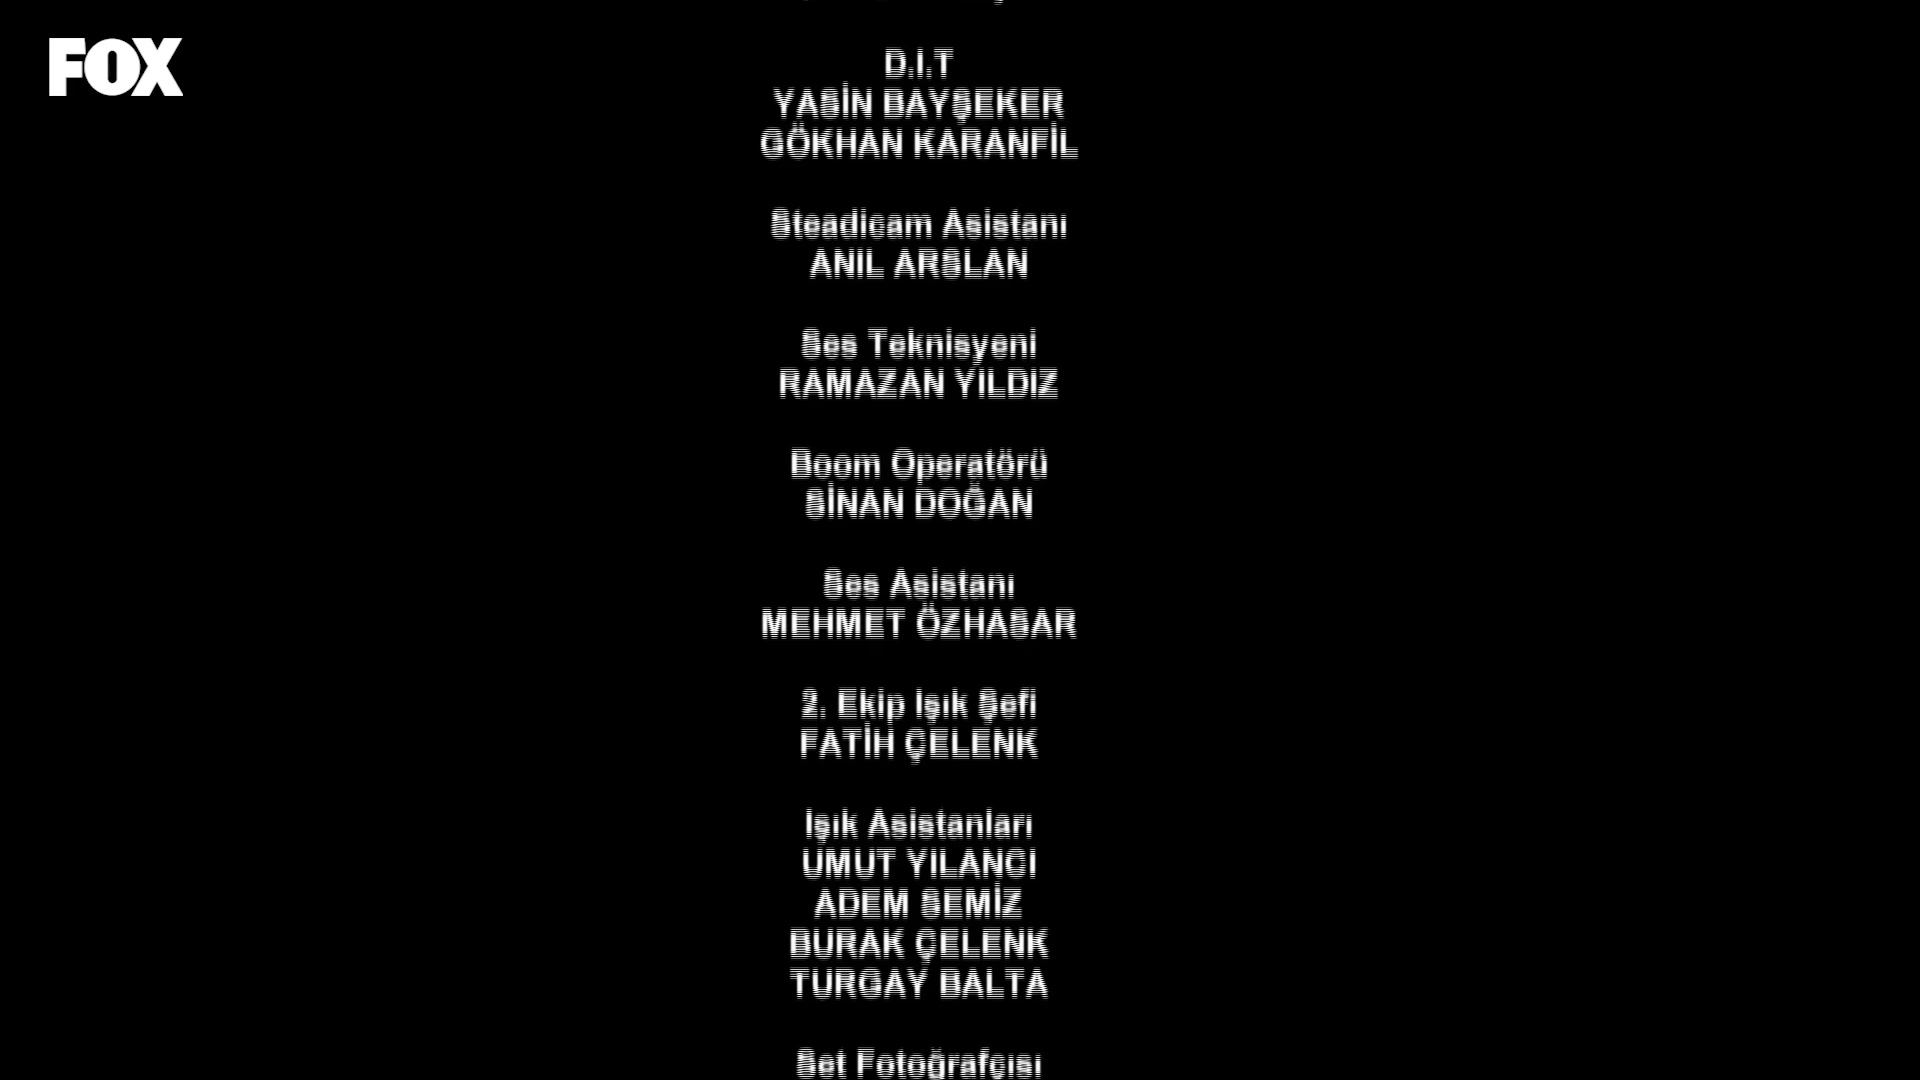 FOX
D.I.T
YASİN BAYŞEKER
GÖKHAN KARANFİL
Steadicam Asistanı
ANIL ARSLAN
Ses Teknisyeni
RAMAZAN YILDIZ
Boom Operatörü
SİNAN DOĞAN
Ses Asistanı
MEHMET ÖZHASAR
2. Ekip Işık Şefi
FATİH ÇELENK
Işık Asistanları
UMUT YILANCI
ADEM SEMİZ
BURAK ÇELENK
TURGAY BALTA
Set Fotoğrafçısı